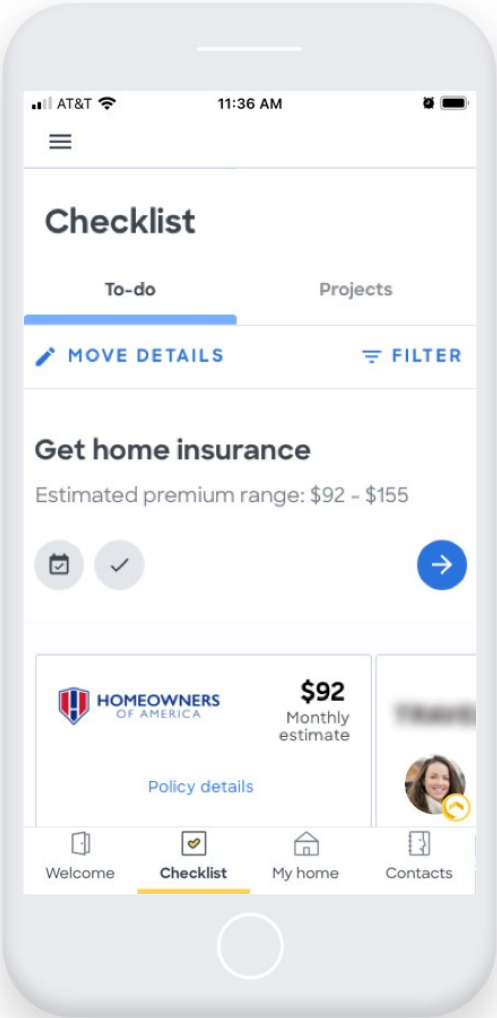 AT&T 11:36 AM
Checklist
To-do Projects
MOVE DETAILS FILTER
Get home insurance
Estimated premium range: $92 – $155
HOMEOWNERS
OF AMERICA
$92
Monthly
estimate
Policy details
Welcome Checklist My home Contacts